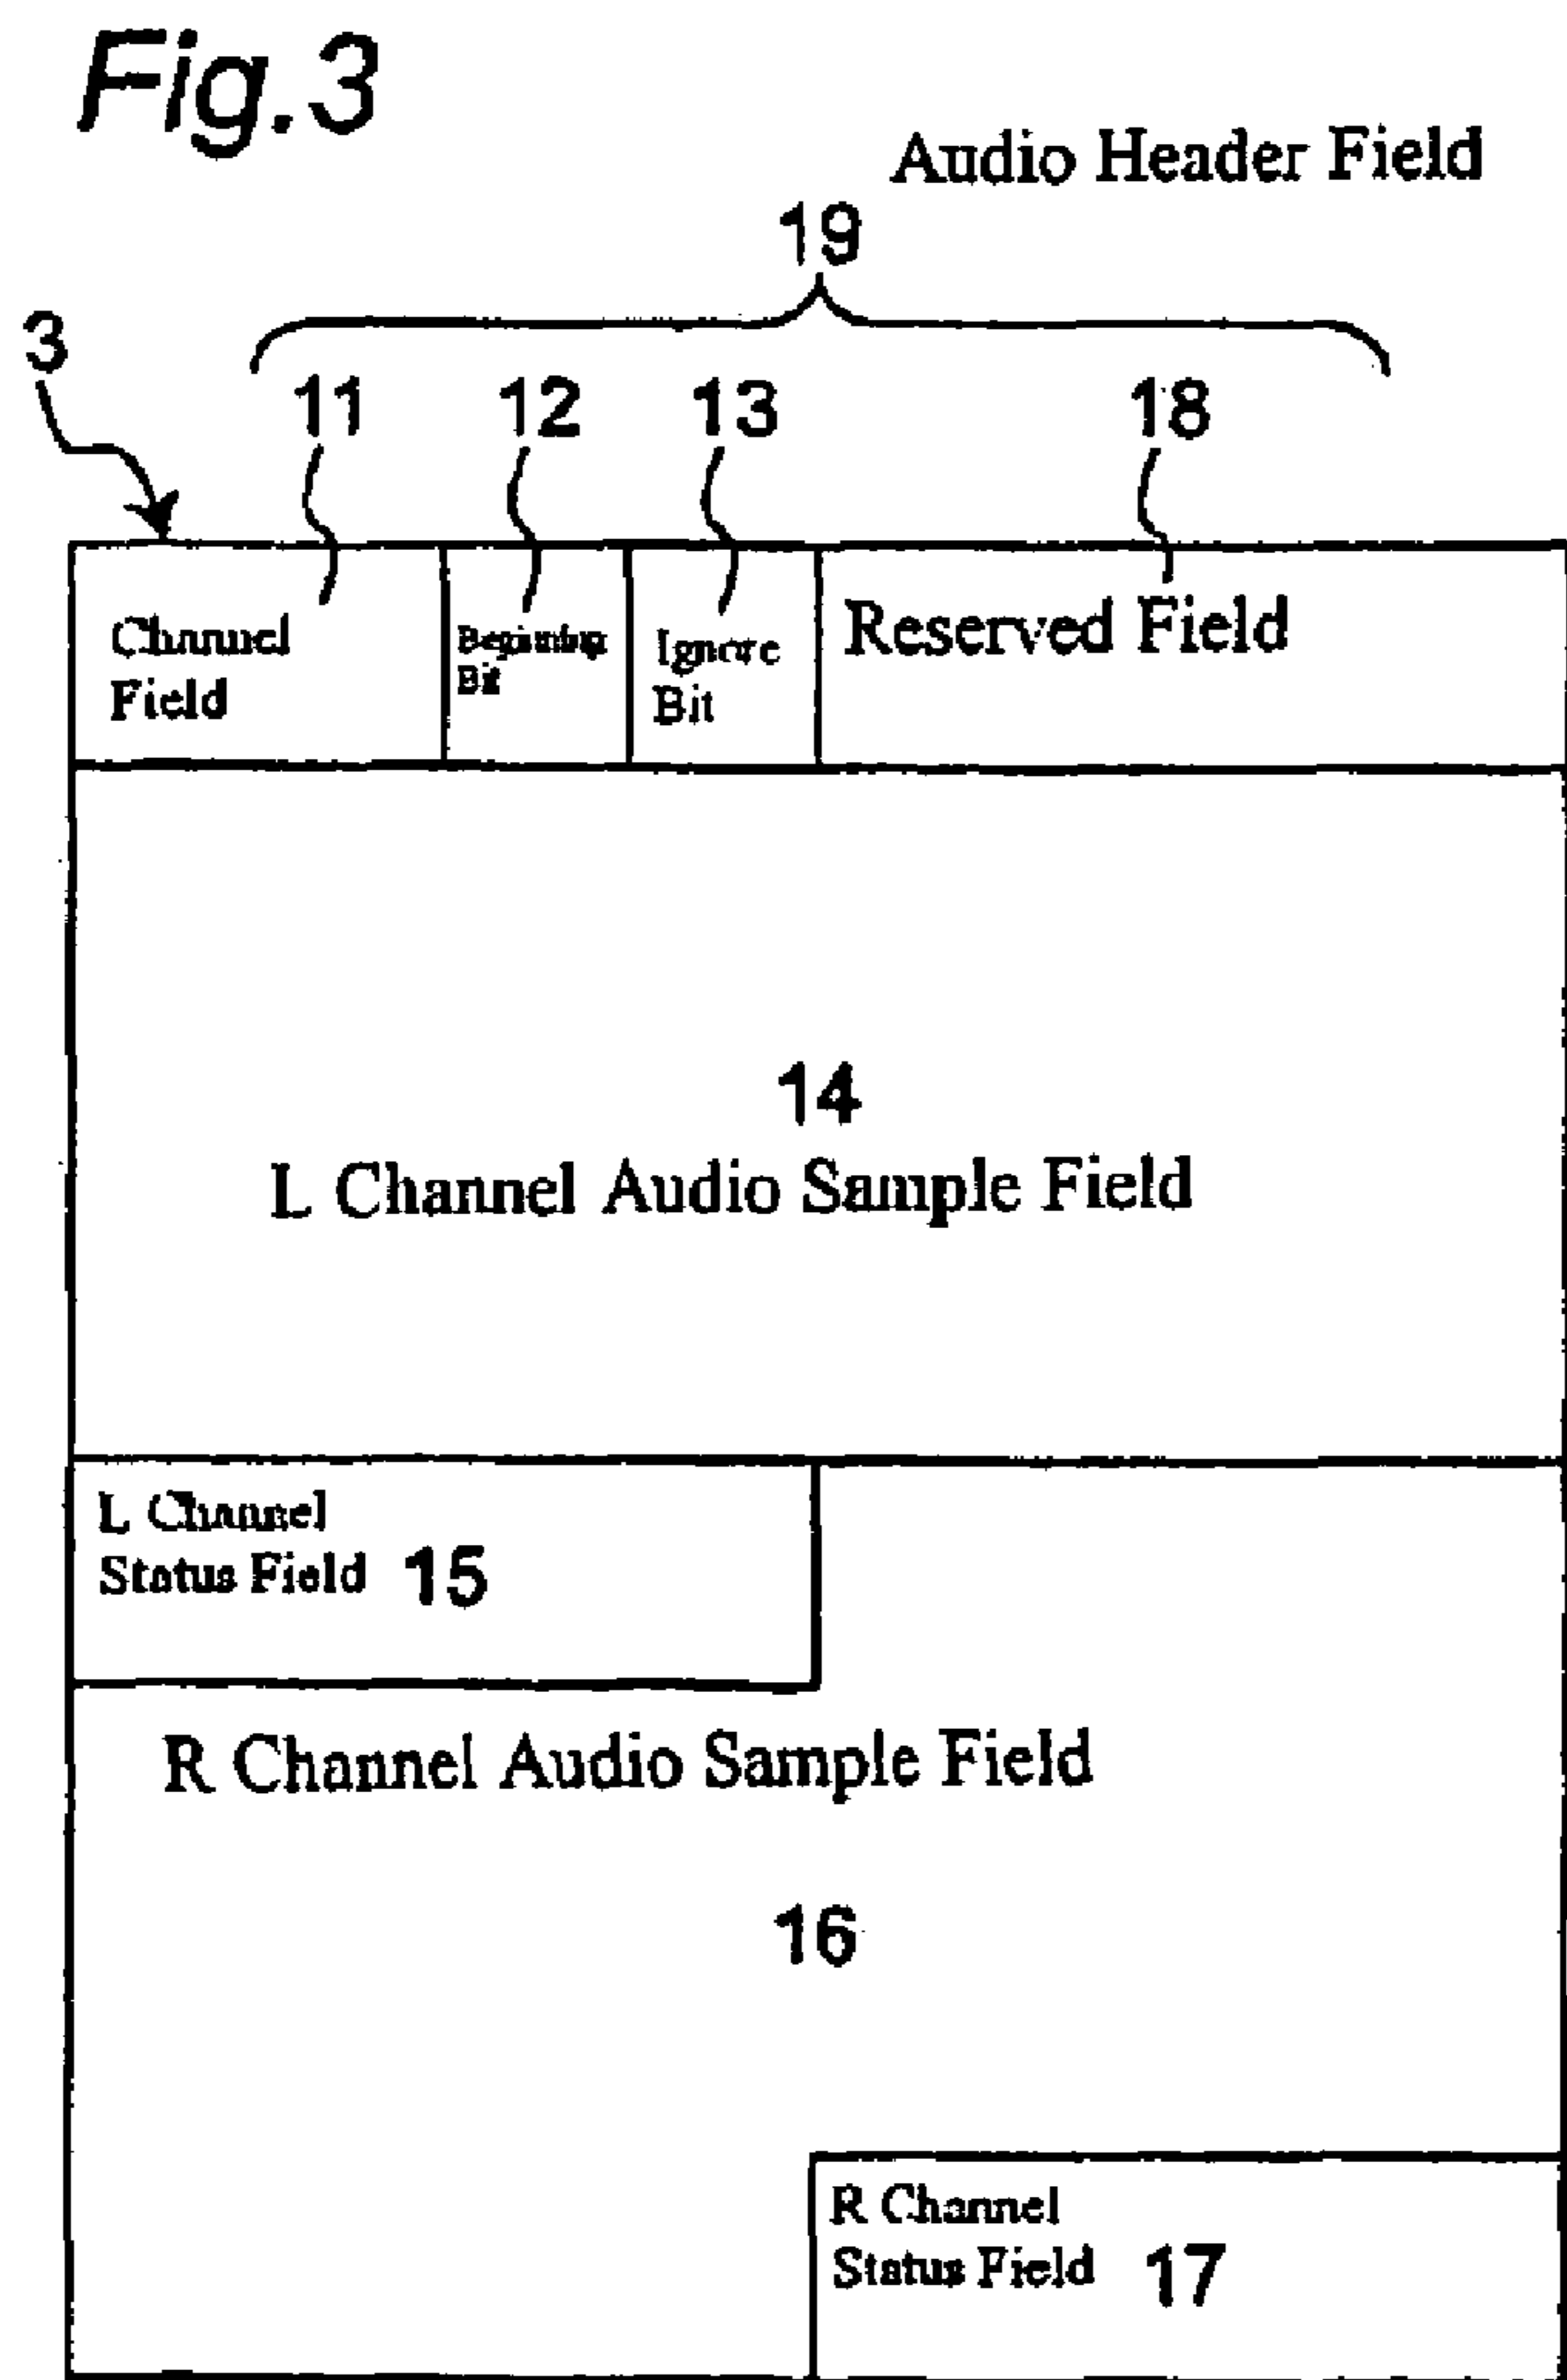 Fig.3
Audio Header Field
19
3
11
12
13
18
Channel
Field
Beginning
Bit
Ignore
Bit
Reserved Field
14
L Channel Audio Sample Field
L Channel
Status Field 15
R Channel Audio Sample Field
16
R Channel
Status Field 17